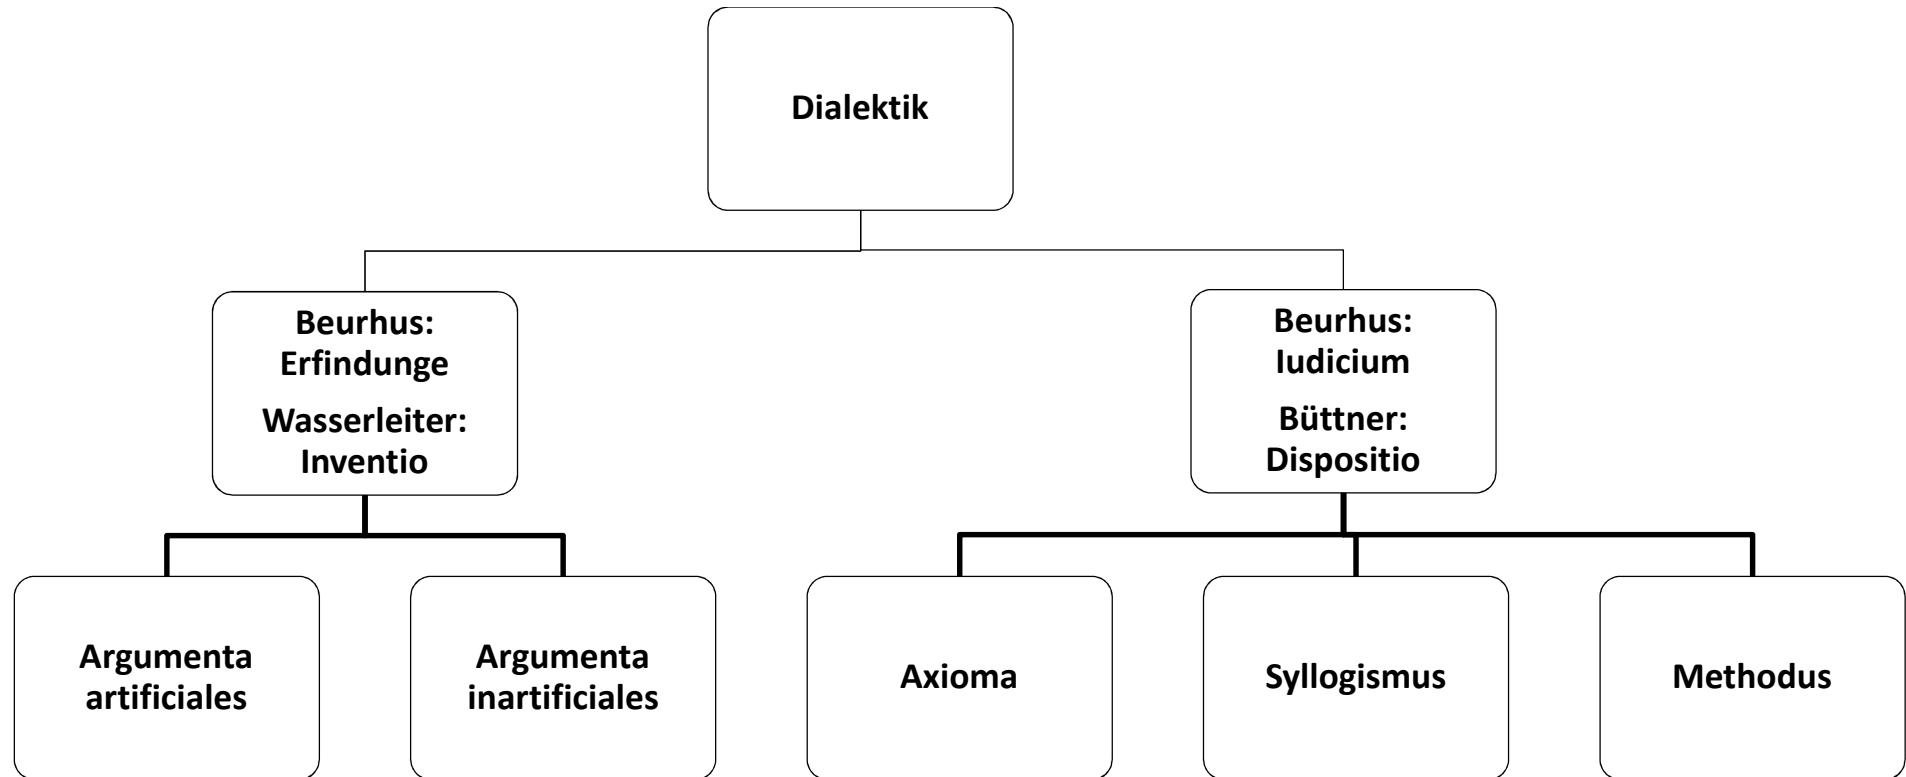 Dialektik
Beurhus:
Erfindunge
Wasserleiter:
Inventio
Beurhus:
Iudicium
Büttner:
Dispositio
Argumenta
artificiales
Argumenta
inartificiales
Axioma
Syllogismus
Methodus